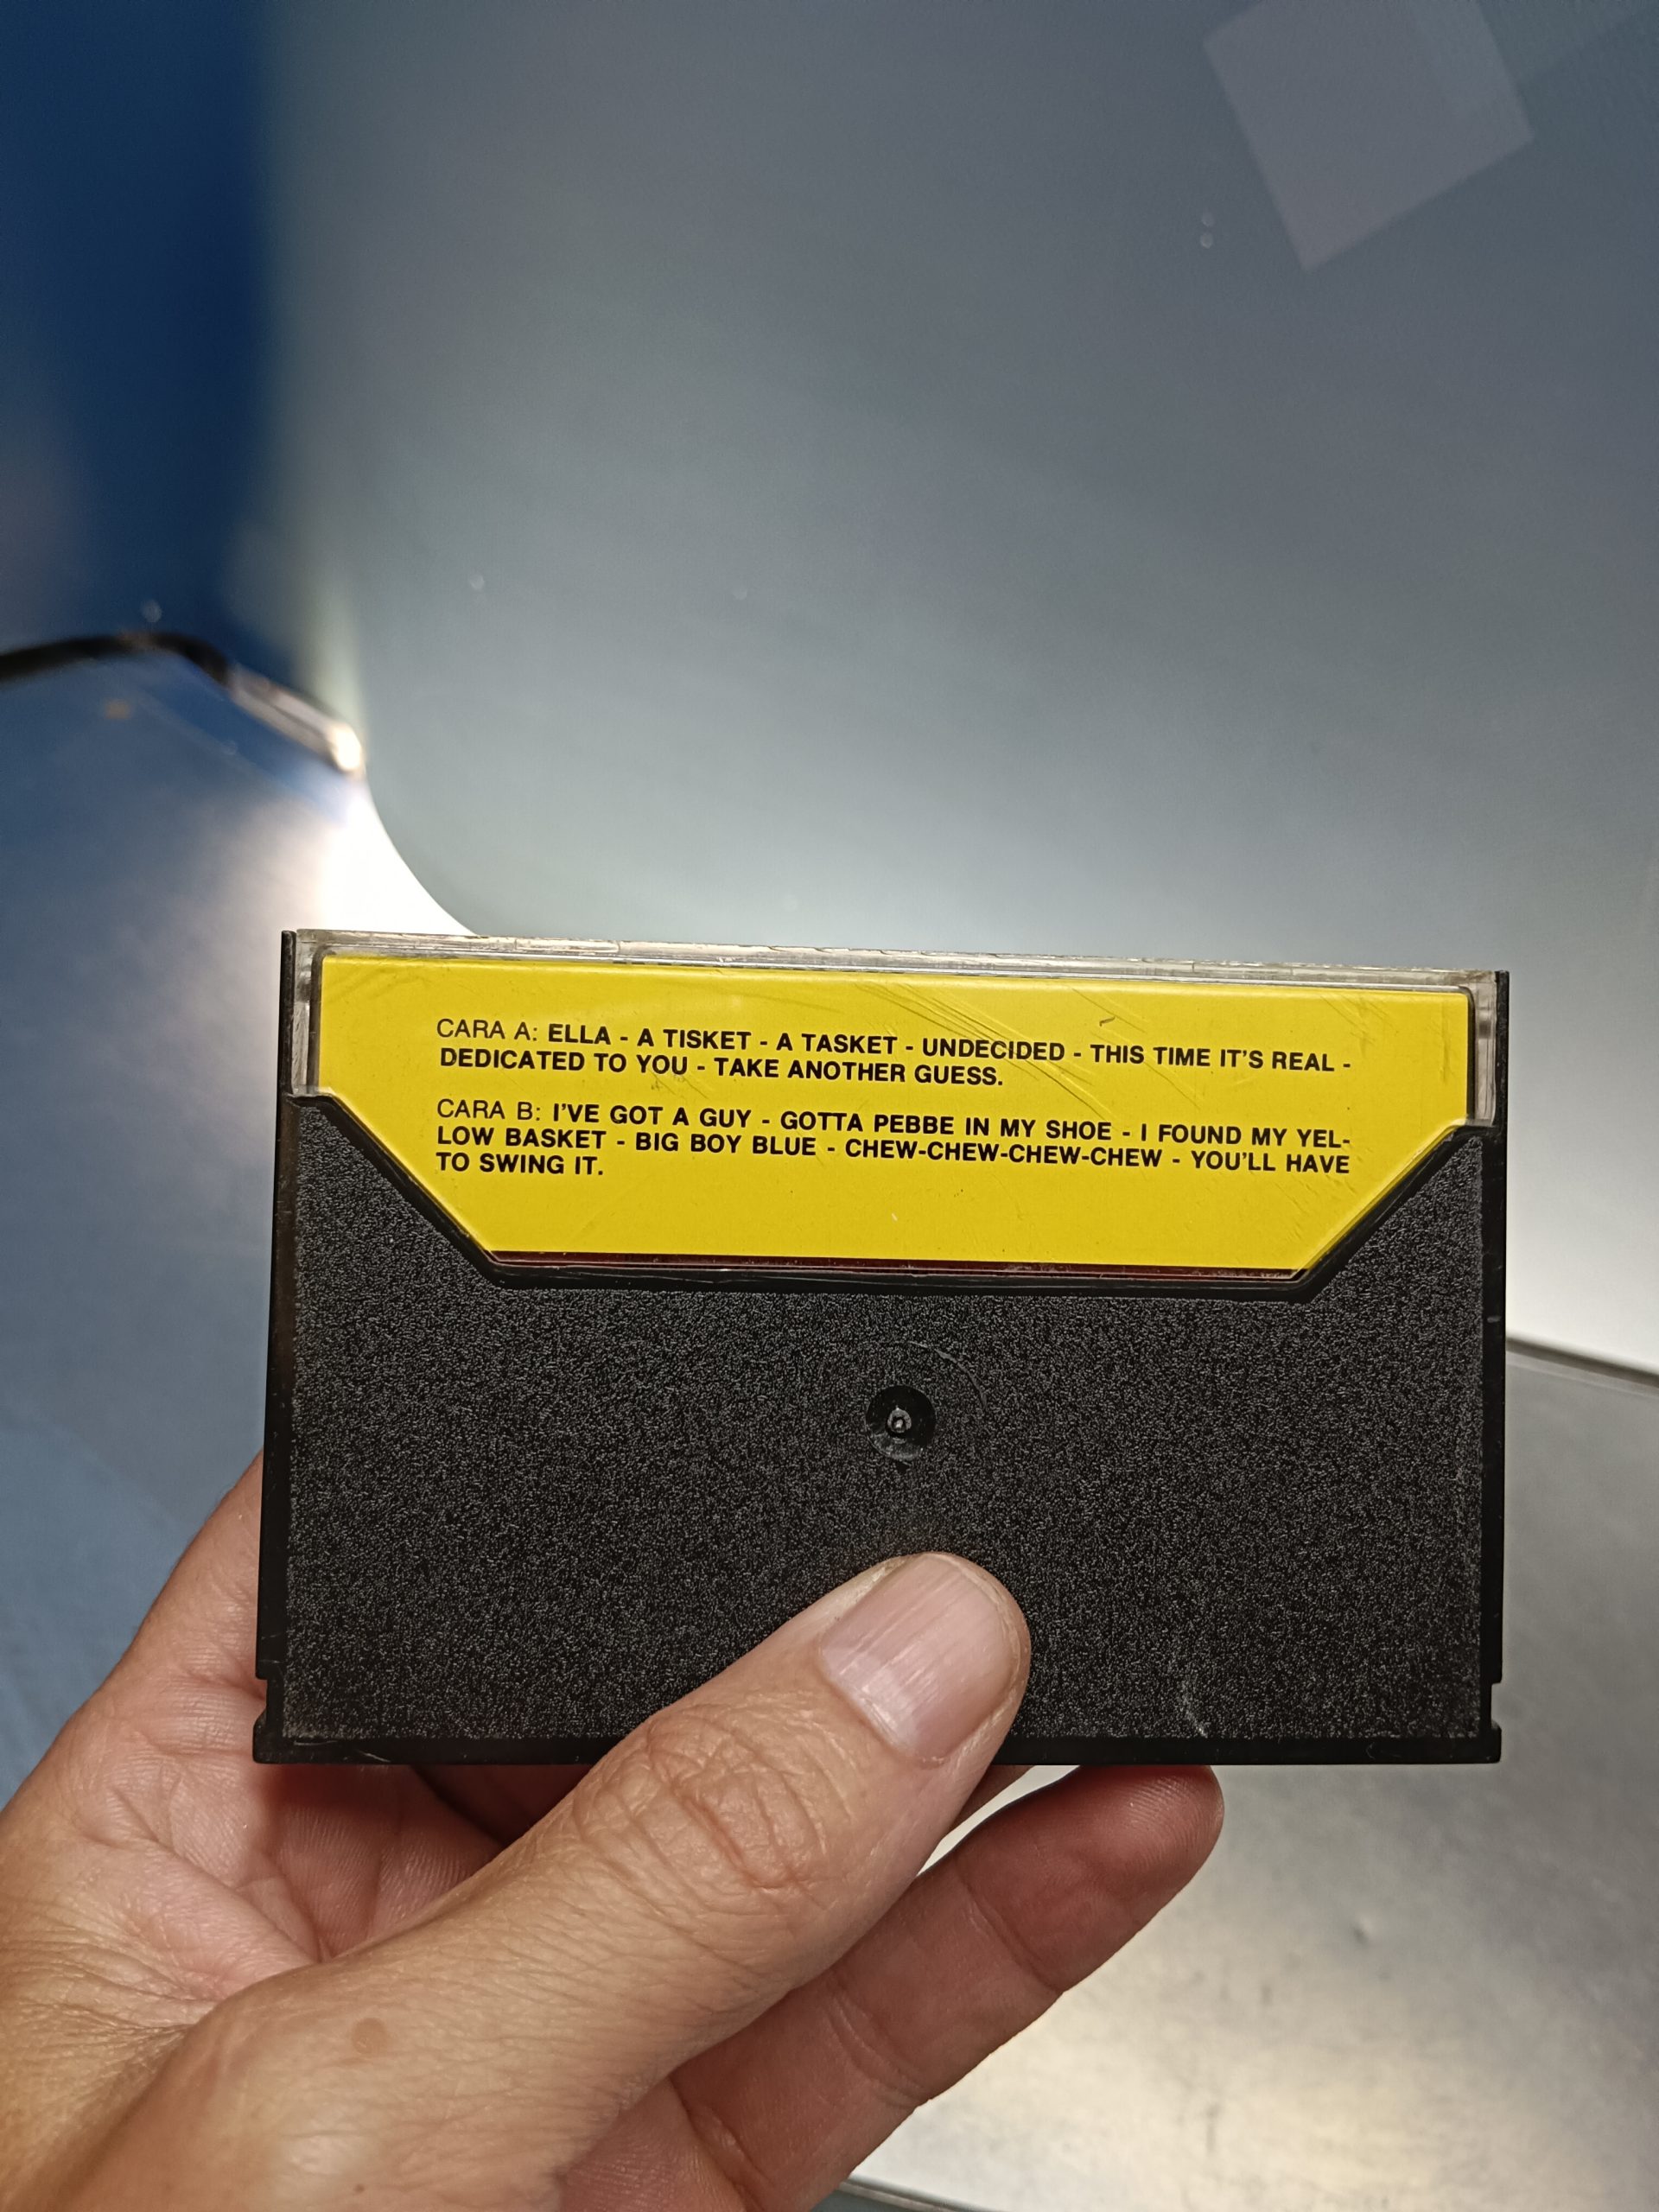 CARA A: ELLA - A TISKET - A TASKET - UNDECIDED - THIS TIME IT'S REAL -
DEDICATED TO YOU - TAKE ANOTHER GUESS.
CARA B: I'VE GOT A GUY - GOTTA PEBBE IN MY SHOE - I FOUND MY YEL-
LOW BASKET - BIG BOY BLUE - CHEW-CHEW-CHEW-CHEW - YOU'LL HAVE
TO SWING IT.